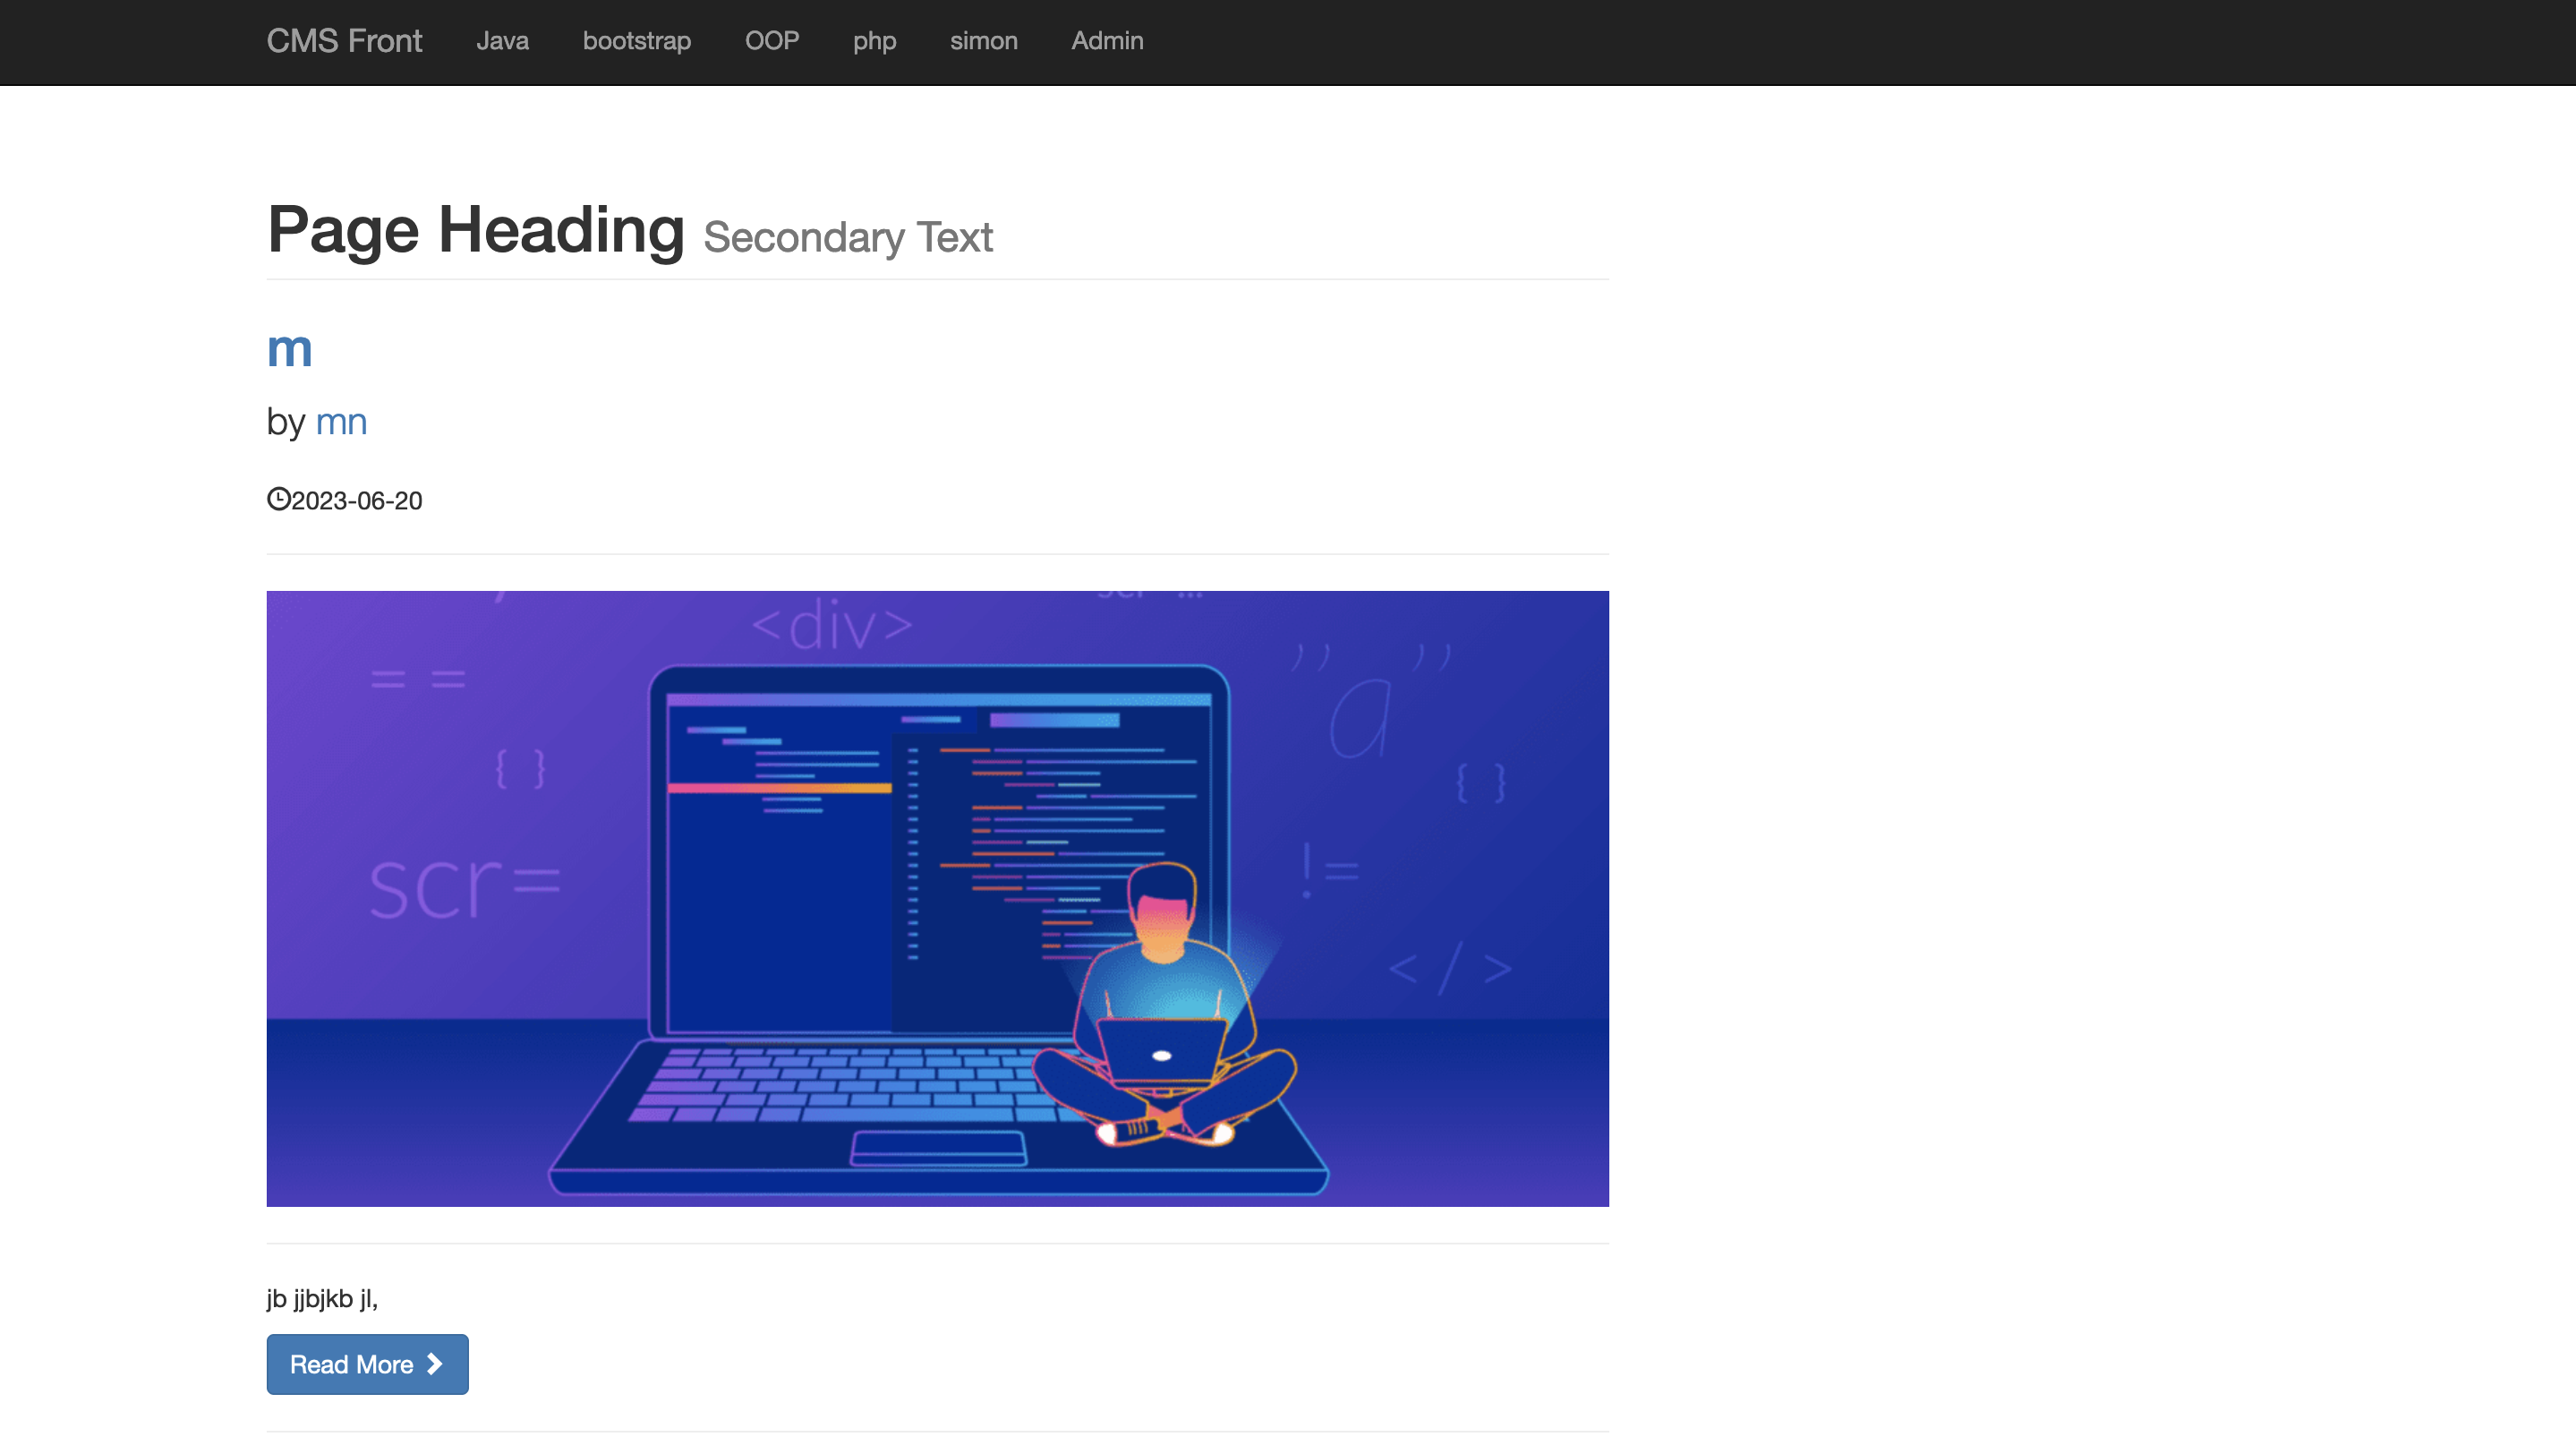 CMS Front Java bootstrap OOP php simon Admin
Page Heading Secondary Text
m
by mn
2023-06-20
<div>
= =
,, a ,,
{ }
{ }
scr=
!=
</>
jb jjbjkb jl,
Read More